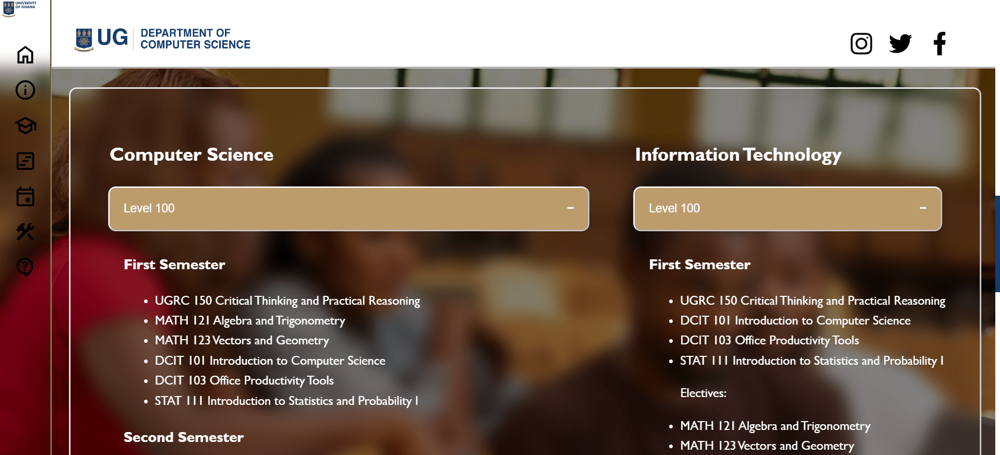 UNIVERSITY
OF GHANA
UG
DEPARTMENT OF
COMPUTER SCIENCE
Computer Science
Level 100
First Semester
UGRC 150 Critical Thinking and Practical Reasoning
MATH 121 Algebra and Trigonometry
MATH 123 Vectors and Geometry
DCIT 101 Introduction to Computer Science
DCIT 103 Office Productivity Tools
STAT 111 Introduction to Statistics and Probability I
Second Semester
Information Technology
Level 100
First Semester
UGRC 150 Critical Thinking and Practical Reasoning
DCIT 101 Introduction to Computer Science
DCIT 103 Office Productivity Tools
STAT 111 Introduction to Statistics and Probability I
Electives:
MATH 121 Algebra and Trigonometry
MATH 123 Vectors and Geometry